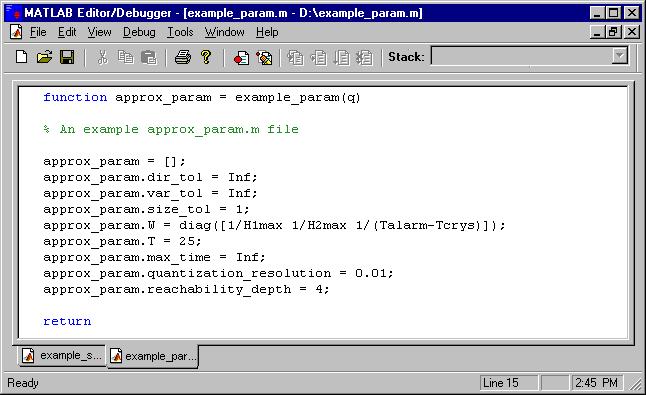 MATLAB Editor/Debugger - [example_param.m - D:\example_param.m]
File Edit View Debug Tools Window Help
Stack:
function approx_param = example_param(q)
% An example approx_param.m file
approx_param = [];
approx_param.dir_tol = Inf;
approx_param.var_tol = Inf;
approx_param.size_tol = 1;
approx_param.W = diag([1/H1max 1/H2max 1/(Talarm-Tcrys)]);
approx_param.T = 25;
approx_param.max_time = Inf;
approx_param.quantization_resolution = 0.01;
approx_param.reachability_depth = 4;
return
example_s... example_par...
Ready Line 15 2:45 PM